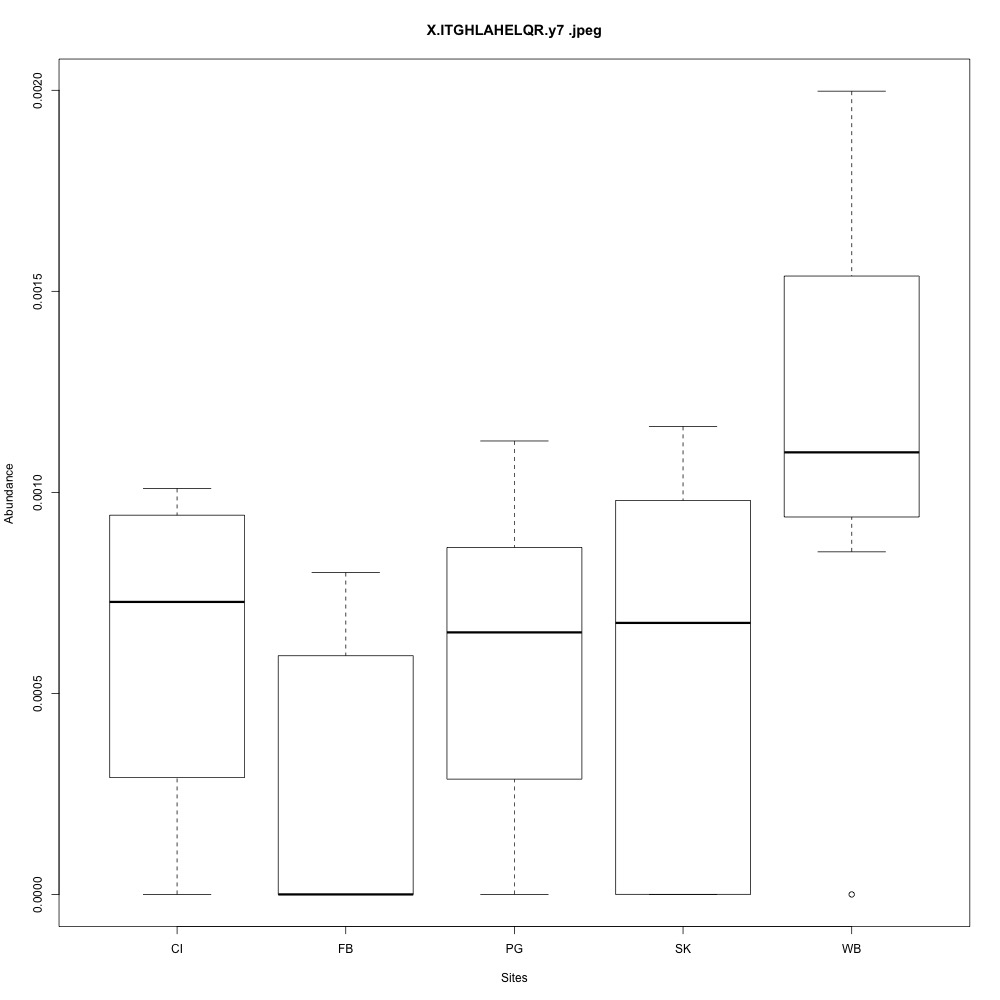 X.ITGHLAHELQR.y7 .jpeg
Abundance
0.0020
0.0015
0.0010
0.0005
0.0000
CI FB PG SK WB
Sites